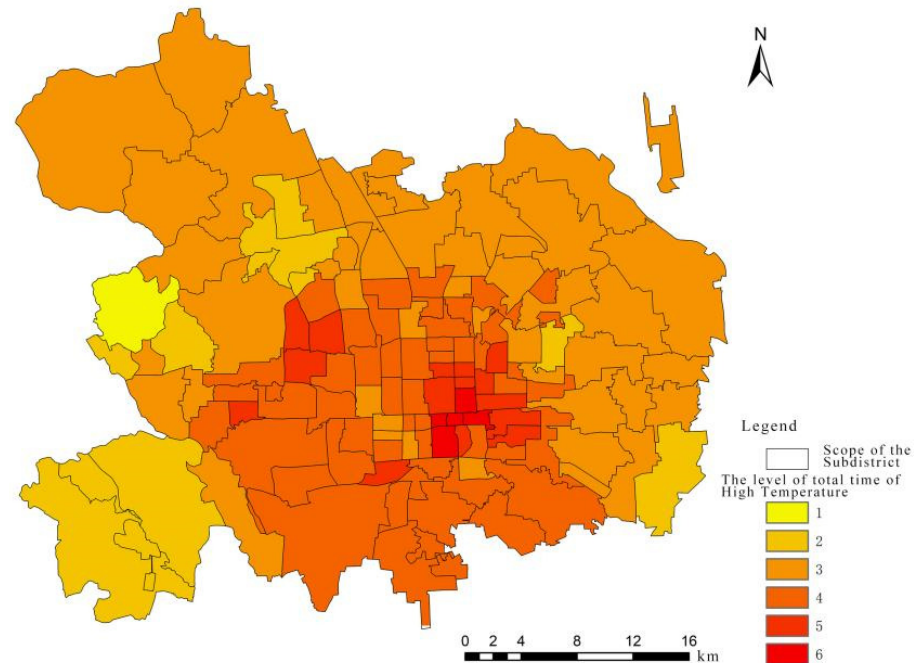 N
Legend
Scope of the
Subdistrict
The level of total time of
High Temperature
1
2
3
4
5
6
0 2 4 8 12 16
km